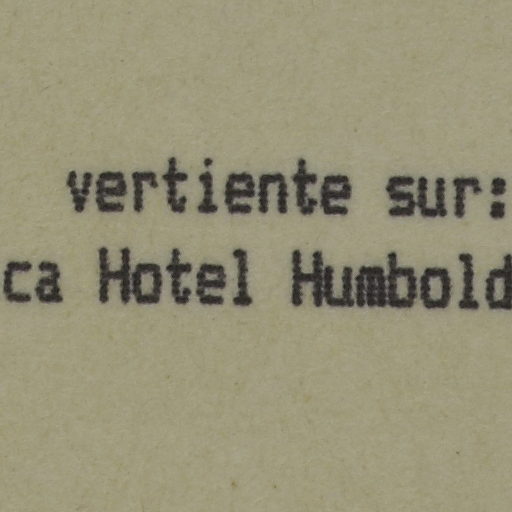 vertiente sur:
ca Hotel Humbold